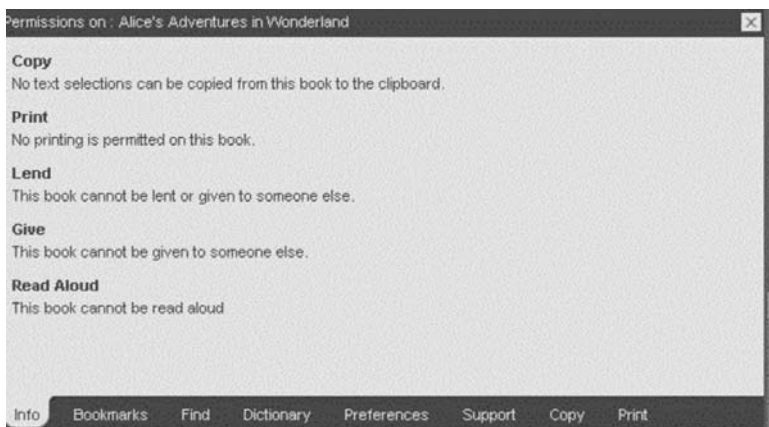 Permissions on : Alice's Adventures in Wonderland
Copy
No text selections can be copied from this book to the clipboard.
Print
No printing is permitted on this book.
Lend
This book cannot be lent or given to someone else.
Give
This book cannot be given to someone else.
Read Aloud
This book cannot be read aloud
Info Bookmarks Find Dictionary Preferences Support Copy Print